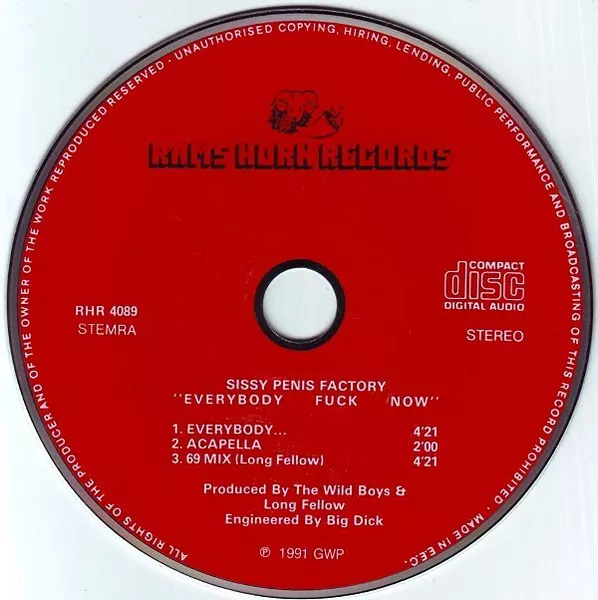 ALL RIGHTS OF THE PRODUCER AND OF THE OWNER OF THE WORK REPRODUCED RESERVED - UNAUTHORISED COPYING, HIRING, LENDING, PUBLIC PERFORMANCE AND BROADCASTING OF THIS RECORD PROHIBITED. - MADE IN E.E.C.
RAMS HORN RECORDS
COMPACT
disc
DIGITAL AUDIO
RHR 4089
STEMRA
STEREO
SISSY PENIS FACTORY
"EVERYBODY FUCK NOW"
1. EVERYBODY... 4'21
2. ACAPELLA 2'00
3. 69 MIX (Long Fellow) 4'21
Produced By The Wild Boys &
Long Fellow
Engineered By Big Dick
℗ 1991 GWP